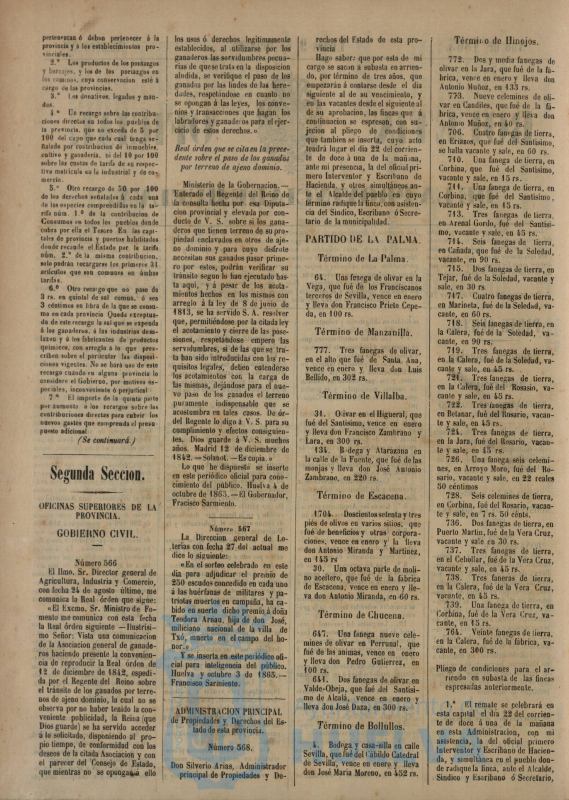 pertenezcan ó deban pertenecer á la
provincia y á los establecimientos pro-
vinciales.
2.º Los productos de los pontazgos
y barcajes, y los de los portazgos en
los caminos, cuya conservacion esté á
cargo de las provincias.
3.º Los donativos, legados y man-
das.
4.º Un recargo sobre las contribu-
ciones directas en todos los pueblos de
la provincia, que no esceda de 5 por
100 del cupo que esta cual tenga se-
ñalado por contribucion de inmuebles,
cultivo y ganadería, ni del 10 por 100
sobre las cuotas de tarifa de su respec-
tiva matrícula en la industrial y de co-
mercio.
5.º Otro recargo de 50 por 100
de los derechos señalados á cada una
de las especies comprendidas en la ta-
rifa núm. 1.º de la contribucion de
Consumos en todos los pueblos donde
cobra por ella el Tesoro. En las capi-
tales de provincia y puertos habilitados
donde recaude el Estado por la tarifa
núm. 2.º de la misma contribucion,
solo podrán recargarse los primeros 31
artículos que son comunes en ámbas
tarifas.
6.º Otro recargo que no pase de
3 rs. en quintal de sal comun, ó sea
3 céntimos en libra de la que se consu-
ma en cada provincia. Queda exceptua-
do de este recargo la sal que se expenda
á los ganaderos, á las industrias dema-
laxen y á los fabricantes de productos
químicos, con arreglo á lo que pres-
criben sobre el particular las disposi-
ciones vigentes. No se hará uso de este
recargo cuando en alguna provincia lo
considere el Gobierno, por motivos es-
peciales, inconveniente ó perjudicial.
7.º El importe de la quinta parte
por aumento á los recargos sobre las
contribuciones directas para cubrir los
nuevos gastos que comprenda el presu-
puesto adicional.
(Se continuará.)
Segunda Seccion.
OFICINAS SUPERIORES DE LA
PROVINCIA.
GOBIERNO CIVIL.
Número 566
El Ilmo. Sr. Director general de
Agricultura, Industria y Comercio,
con fecha 24 de agosto último, me
comunica la Real órden que sigue:
«El Excmo. Sr. Ministro de Fo-
mento me comunica con esta fecha
la Real órden siguiente —Ilustrísi-
mo Señor: Vista una comunicacion
de la Asociacion general de ganade-
ros haciendo presente la convenien-
cia de reproducir la Real órden de
12 de diciembre de 1842, espedi-
da por el Regente del Reino sobre
el tránsito de los ganados por terre-
nos de ajeno dominio, la cual no se
observa por no haber tenido la con-
veniente publicidad, la Reina (que
Dios guarde) se ha servido acceder
á lo solicitado, disponiendo al pro-
pio tiempo, de conformidad con los
deseos de la citada Asociacion y con
el parecer del Consejo de Estado,
que mientras no se opongan á ello
los usos ó derechos legitimamente
establecidos, al utilizarse por los
ganaderos las servidumbres pecua-
rias de que se trata en la disposicion
aludida, se verifique el paso de los
ganados por las lindes de las here-
dades, respetándose en cuanto no
se opongan á las leyes, los conve-
nios y transacciones que hagan los
labradores y ganaderos para el ejer-
cicio de estos derechos.»
Real órden que se cita en la prece-
dente sobre el paso de los ganados
por terreno de ajeno dominio.
Ministerio de la Gobernacion.—
Enterado el Regente del Reino de
la consulta hecha por esa Diputa-
cion provincial y elevada por con-
ducto de V. S. sobre si los gana-
deros que tienen terreno de su pro-
piedad enclavados en otros de aje-
no dominio y para cuyo disfrute
necesitan sus ganados pasar prime-
ro por estos, podrán verificar su
tránsito segun lo han ejecutado has-
ta aquí, y á pesar de los acota-
mientos hechos en los mismos con
arreglo á la ley de 8 de junio de
1813, se ha servido S. A. resolver
que, permitiéndose por la citada ley
el acotamiento y cierre de las pose-
siones, respetándose empero las
servidumbres, si de las que se tra-
ta han sido introducidas con los re-
quisitos legales, deben entenderse
los acotamientos con la carga de
las mismas, dejándose para el nue-
vo paso de los ganados el terreno
puramente indispensable que se
acostumbra en tales casos. De ór-
den del Regente lo digo á V. S. para su
cumplimiento y efectos consiguien-
tes. Dios guarde á V. S. muchos
años. Madrid 12 de diciembre de
1842.—Solanot.—Es copia.»
Lo que he dispuesto se inserte
en este periódico oficial para cono-
cimiento del público. Huelva 4 de
octubre de 1865.—El Gobernador,
Fracisco Sarmiento.
Número 567
La Direccion general de Lo-
terías con fecha 27 del actual me
dice lo siguiente:
«En el sorteo celebrado en este
dia para adjudicar el premio de
250 escudos concedido en cada uno
á las huérfanas de militares y pa-
triotas muertos en campaña, ha ca-
bido en suerte dicho premio á doña
Teodora Arnau, hija de don José,
miliciano nacional de la villa de
Txó, muerto en el campo del ho-
nor.»
Y se inserta en este periódico ofi-
cial para inteligencia del público.
Huelva y octubre 3 de 1865.—
Francisco Sarmiento.
ADMINISTRACION PRINCIPAL
de Propiedades y Derechos del Es-
tado de esta provincia.
Número 568.
Don Silverio Arias, Administrador
principal de Propiedades y De-
rechos del Estado de esta pro-
vincia
Hago saber: que por esta de mi
cargo se sacan á subasta en arrien-
do, por término de tres años, que
empezarán á contarse desde el dia
siguiente al de su vencimiento, y
en las vacantes desde el siguiente al
de su aprobacion, las fincas que á
continuacion se espresan, con su-
jecion al pliego de condiciones
que tambien se inserta, cuyo acto
tendrá lugar el dia 22 del corrien-
te de doce á una de la mañana,
ante mi presencia, la del oficial pri-
mero Interventor y Escribano de
Hacienda, y otros simultáneos an-
te el Alcalde del pueblo en cuyo
término radique la finca, con asisten-
cia del Síndico, Escribano ó Secre-
tario de la municipalidad.
PARTIDO DE LA PALMA.
Término de La Palma.
64. Una fanega de olivar en la
Vega, que fué de los Franciscanos
terceros de Sevilla, vence en enero
y lleva don Francisco Prieto Cepe-
da, en 100 rs.
Término de Manzanilla.
777. Tres fanegas de olivar,
en el alto que fué de Santa, Ana,
vence en enero y lleva don Luis
Bellido, en 302 rs.
Término de Villalba.
31. Olivar en el Higueral, que
fué del Santísimo, vence en enero
y lleva don Francisco Zambrano y
Lara, en 300 rs.
134. Bodega y Atarazana en
la calle de la Fuente, que fué de las
monjas y lleva don José Antonio
Zambrano, en 220 rs.
Término de Escacena.
1704. Doscientos setenta y tres
piés de olivos en varios sitios, que
fué de beneficios y otras corporacio-
nes, vence en enero y la lleva
don Antonio Miranda y Martinez,
en 145 rs
30. Una octava parte de moli-
no aceitero, que fué de la fábrica
de Escacena, vence en enero y lle-
va don Antonio Miranda, en 60 rs.
Término de Chucena.
647. Una fanega nueve cele-
mines de olivar en Perrunal, que
fué de las animas, vence en enero
y lleva don Pedro Gutierrez, en
100 rs.
641. Dos fanegas de olivar en
Valde-Obeja, que fué del Santísi-
mo de Alcalá, vence en enero y
lleva don José Daza, en 300 rs.
Término de Bollullos.
4. Bodega y casa-silla en calle
Sevilla, que fué del Cabildo Catedral
de Sevilla, vence en enero y lleva
don José Maria Moreno, en 452 rs.
Término de Hinojos.
772. Dos y media fanegas de
olivar en la Jara, que fué de la fá-
brica, vence en enero y lleva don
Antonio Muñoz, en 133 rs.
773. Nueve celemines de oli-
var en Candiles, que fué de la fá-
brica, vence en enero y lleva don
Antonio Muñoz, en 40 rs.
706. Cuatro fanegas de tierra,
en Erizazo, que fué del Santísimo,
se halla vacante y sale, en 60 rs.
710. Una fanega de tierra, en
Corbina, que fué del Santísimo,
vacante y sale, en 15 rs.
711. Una fanega de tierra, en
Corbina, que fué del Santísimo,
vacante y sale, en 15 rs.
713. Tres fanegas de tierra,
en Arenal Gordo, fué del Santísi-
mo, vacante y sale, en 45 rs.
714. Seis fanegas de tierra,
en Cañada, que fué de la Soledad,
vacante, en 90 rs.
715. Dos fanegas de tierra, en
Tejar, fué de la Soledad, vacante y
sale, en 30 rs.
717. Cuatro fanegas de tierra,
en Marineta, fué de la Soledad, va-
cante, en 60 rs.
718. Seis fanegas de tierra, en
la Calera, fué de la Soledad, va-
cante y sale, en 90 rs.
719. Tres fanegas de tierra,
en la Calera, fué de la Soledad, va-
cante y sale, en 45 rs.
721. Tres fanegas de tierra,
en la Calera, fué del Rosario, va-
cante y sale, en 45 rs.
722. Tres fanegas de tierra,
en Betanar, fué del Rosario, vacan-
te y sale, en 45 rs.
724. Tres fanegas de tierra,
en la Jara, fué del Rosario, vacan-
te y sale, en 45 rs.
726. Una fanega seis celemi-
nes, en Arroyo Moro, fué del Ro-
sario, vacante y sale, en 22 reales
50 céntimos
728. Seis celemines de tierra,
en Corbina, fué del Rosario, vacan-
te y sale, en 7 rs. 50 cénts.
736. Dos fanegas de tierra, en
Puerto Martin, fué de la Vera Cruz,
vacante y sale en 30 rs.
737. Tres fanegas de tierra,
en el Cebollar, fué de la Vera Cruz,
vacante y sale, en 45 rs.
738. Tres faneras de tierra,
en la Calera, fué de la Vera Cruz,
vacante y sale, en 45 rs.
739. Una fanega de tierra, en
Corbina, fué de la Vera Cruz, va-
cante, en 15 rs.
764. Veinte fanegas de tierra,
en la Calera, fué de la fábrica, va-
cante, en 300 rs.
Pliego de condiciones para el ar-
riendo en subasta de las fincas
espresadas anteriormente.
1.ª El remate se celebrará en
esta capital el dia 22 del corrien-
te de doce á una de la mañana
en esta Administracion, con mi
asistencia, la del oficial primero
Interventor y Escribano de Hacien-
da, y simultánea en el pueblo don-
de radique la finca, ante el Alcalde,
Sindico y Escribano ó Secretario,